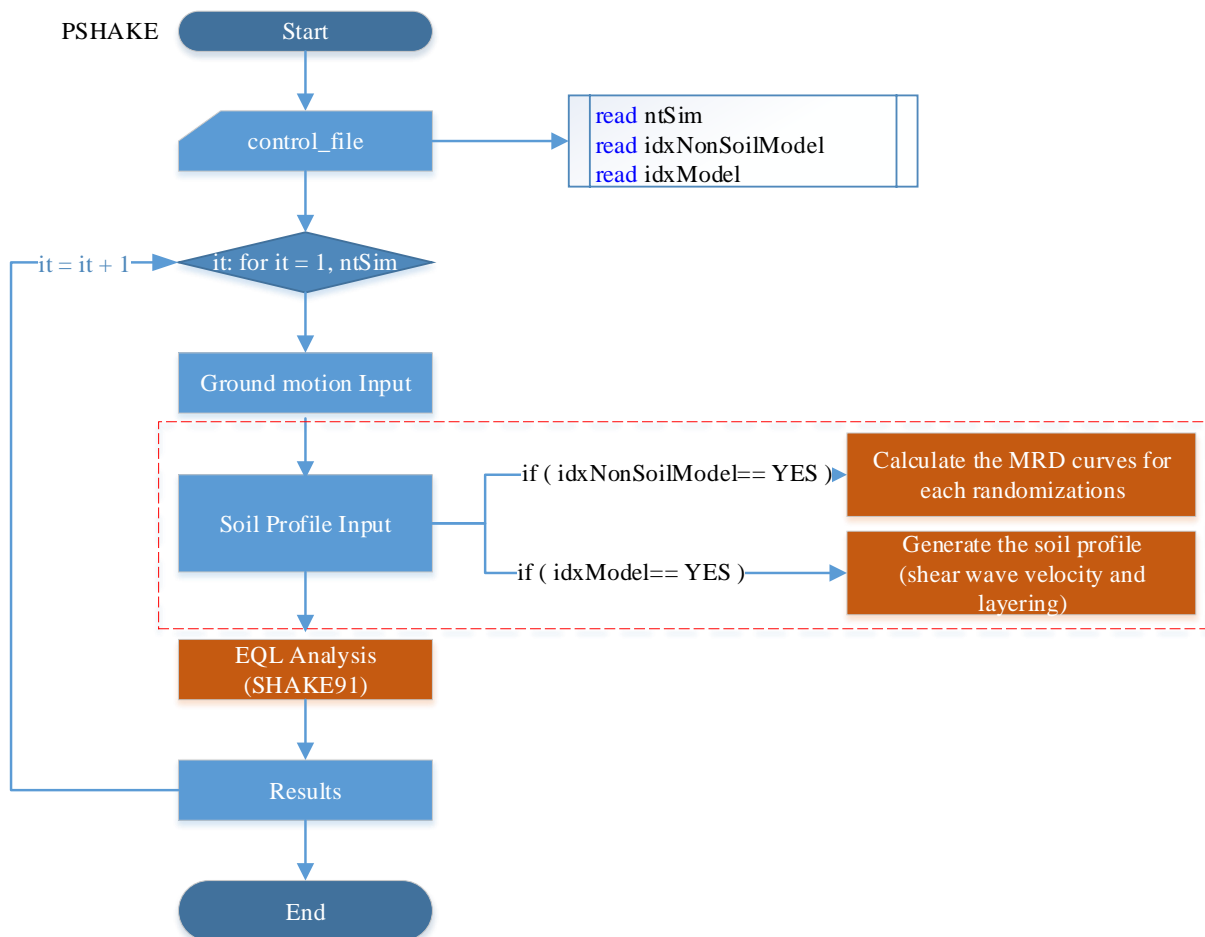 PSHAKE
Start
control_file
read ntSim
read idxNonSoilModel
read idxModel
it = it + 1
it: for it = 1, ntSim
Ground motion Input
Soil Profile Input
if ( idxNonSoilModel== YES )
Calculate the MRD curves for
each randomizations
if ( idxModel== YES )
Generate the soil profile
(shear wave velocity and
layering)
EQL Analysis
(SHAKE91)
Results
End